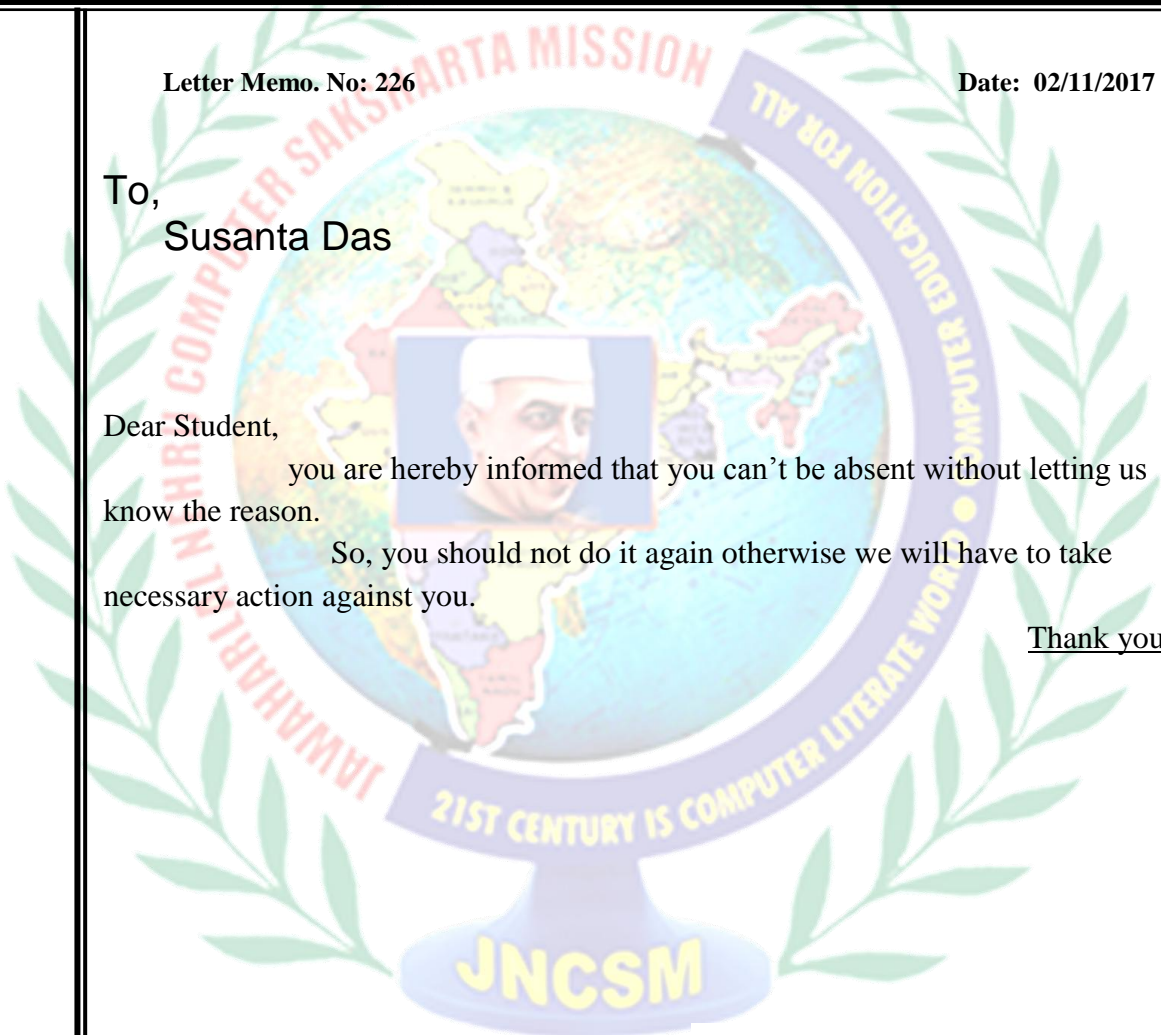 Letter Memo. No: 226 Date: 02/11/2017
To,
Susanta Das
Dear Student,
you are hereby informed that you can’t be absent without letting us
know the reason.
So, you should not do it again otherwise we will have to take
necessary action against you.
Thank you
JAWAHARLAL NEHRU COMPUTER SAKSHARTA MISSION
21ST CENTURY IS COMPUTER LITERATE WORLD ● COMPUTER EDUCATION FOR ALL
JNCSM